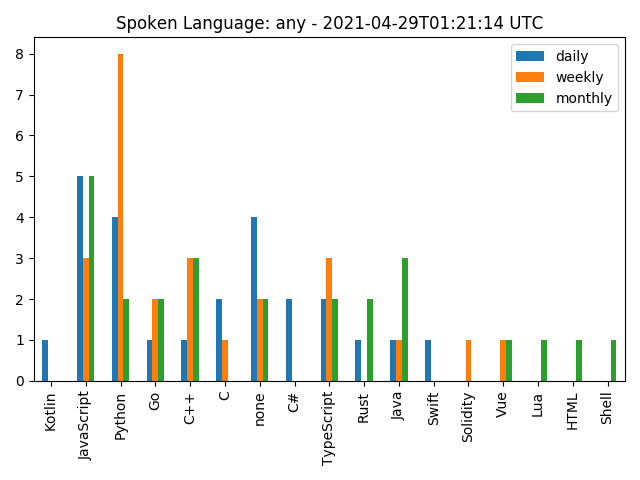 Spoken Language: any - 2021-04-29T01:21:14 UTC
daily
weekly
monthly
8
7
6
5
4
3
2
1
0
Kotlin
JavaScript
Python
Go
C++
C
none
C#
TypeScript
Rust
Java
Swift
Solidity
Vue
Lua
HTML
Shell